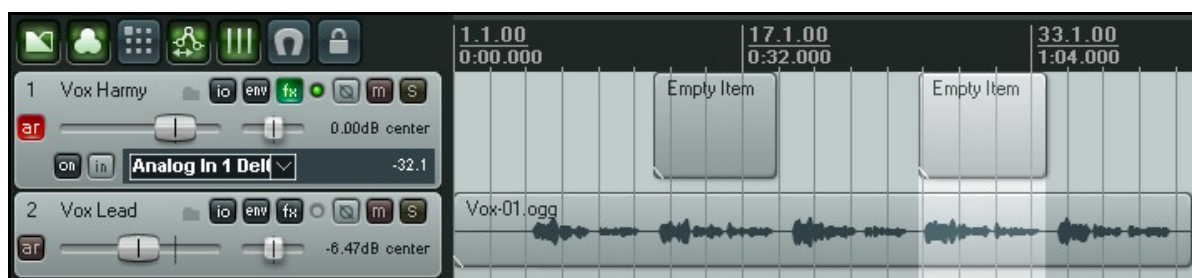 1.1.00 17.1.00 33.1.00
0:00.000 0:32.000 1:04.000
1 Vox Harmy io env fx m s
ar 0.00dB center
on in Analog In 1 Del -32.1
Empty Item Empty Item
2 Vox Lead io env fx m s
ar -6.47dB center
Vox-01.ogg